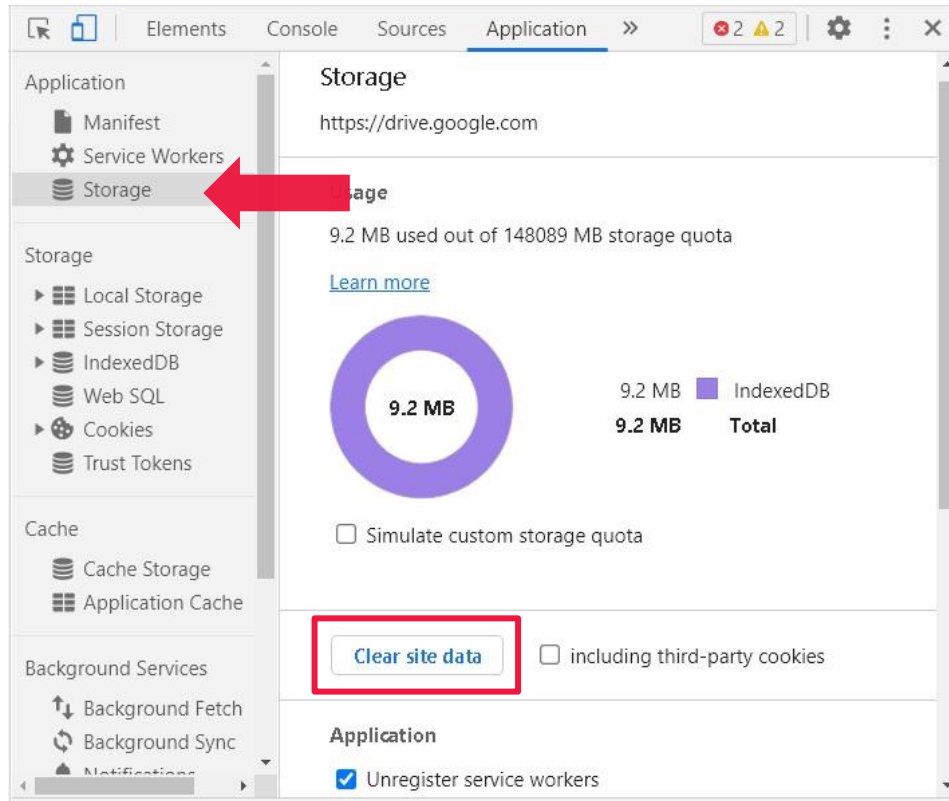 Elements Console Sources Application » 2 2
Application
Manifest
Service Workers
Storage
Storage
Local Storage
Session Storage
IndexedDB
Web SQL
Cookies
Trust Tokens
Cache
Cache Storage
Application Cache
Background Services
Background Fetch
Background Sync
Notifications
Storage
https://drive.google.com
Usage
9.2 MB used out of 148089 MB storage quota
Learn more
9.2 MB
9.2 MB IndexedDB
9.2 MB Total
Simulate custom storage quota
Clear site data including third-party cookies
Application
Unregister service workers